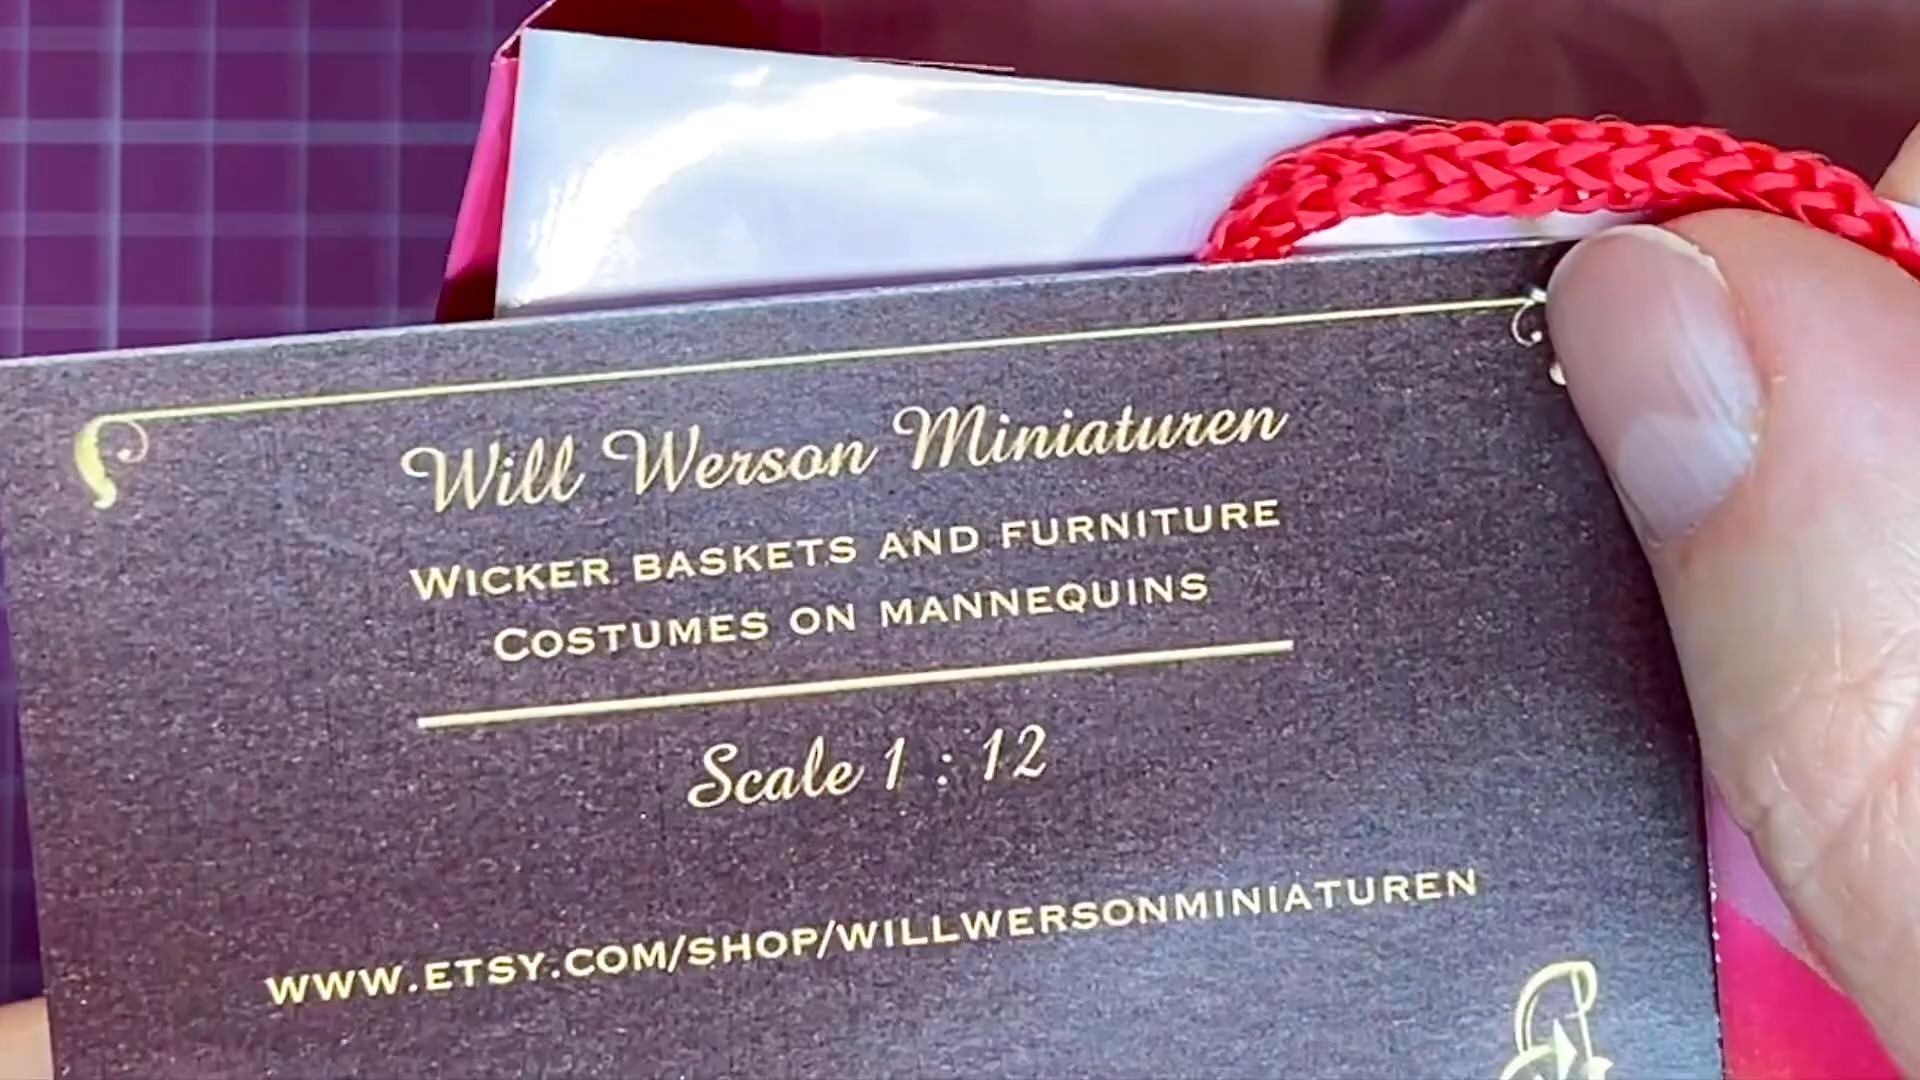 Will Werson Miniaturen
WICKER BASKETS AND FURNITURE
COSTUMES ON MANNEQUINS
Scale 1 : 12
WWW.ETSY.COM/SHOP/WILLWERSONMINIATUREN